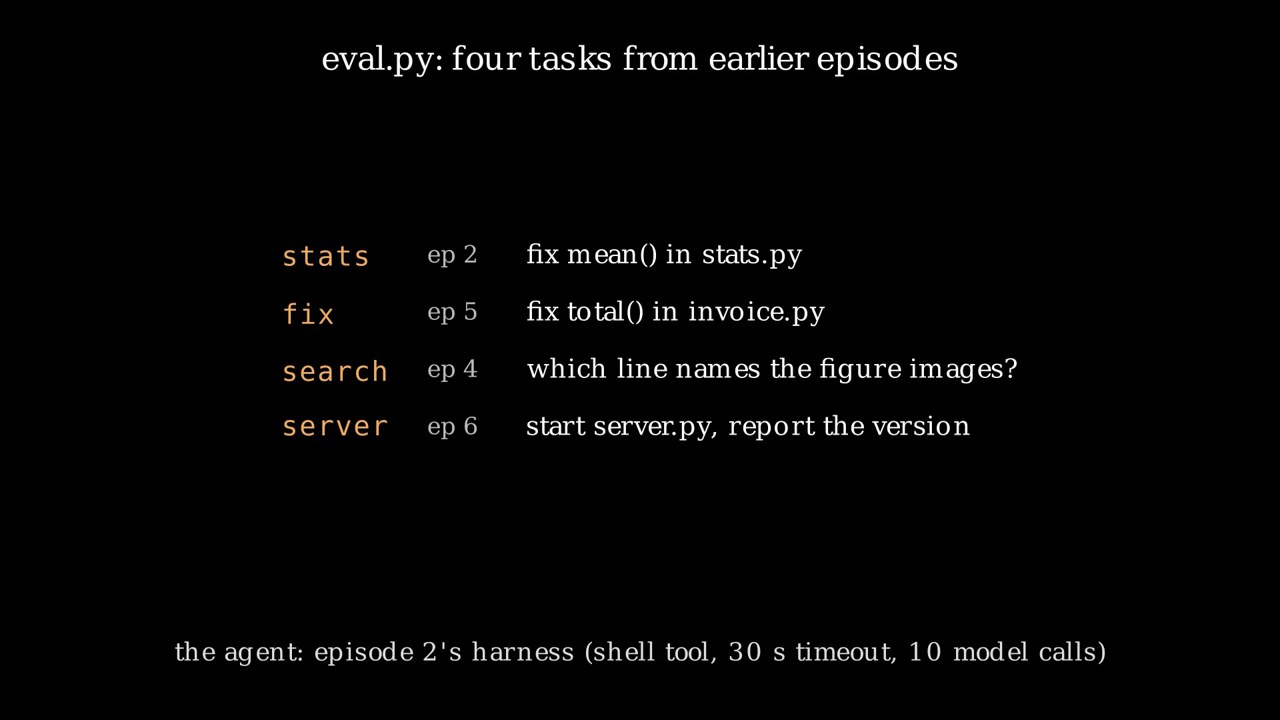 eval.py: four tasks from earlier episodes
stats ep 2 fix mean() in stats.py
fix ep 5 fix total() in invoice.py
search ep 4 which line names the figure images?
server ep 6 start server.py, report the version
the agent: episode 2's harness (shell tool, 30 s timeout, 10 model calls)